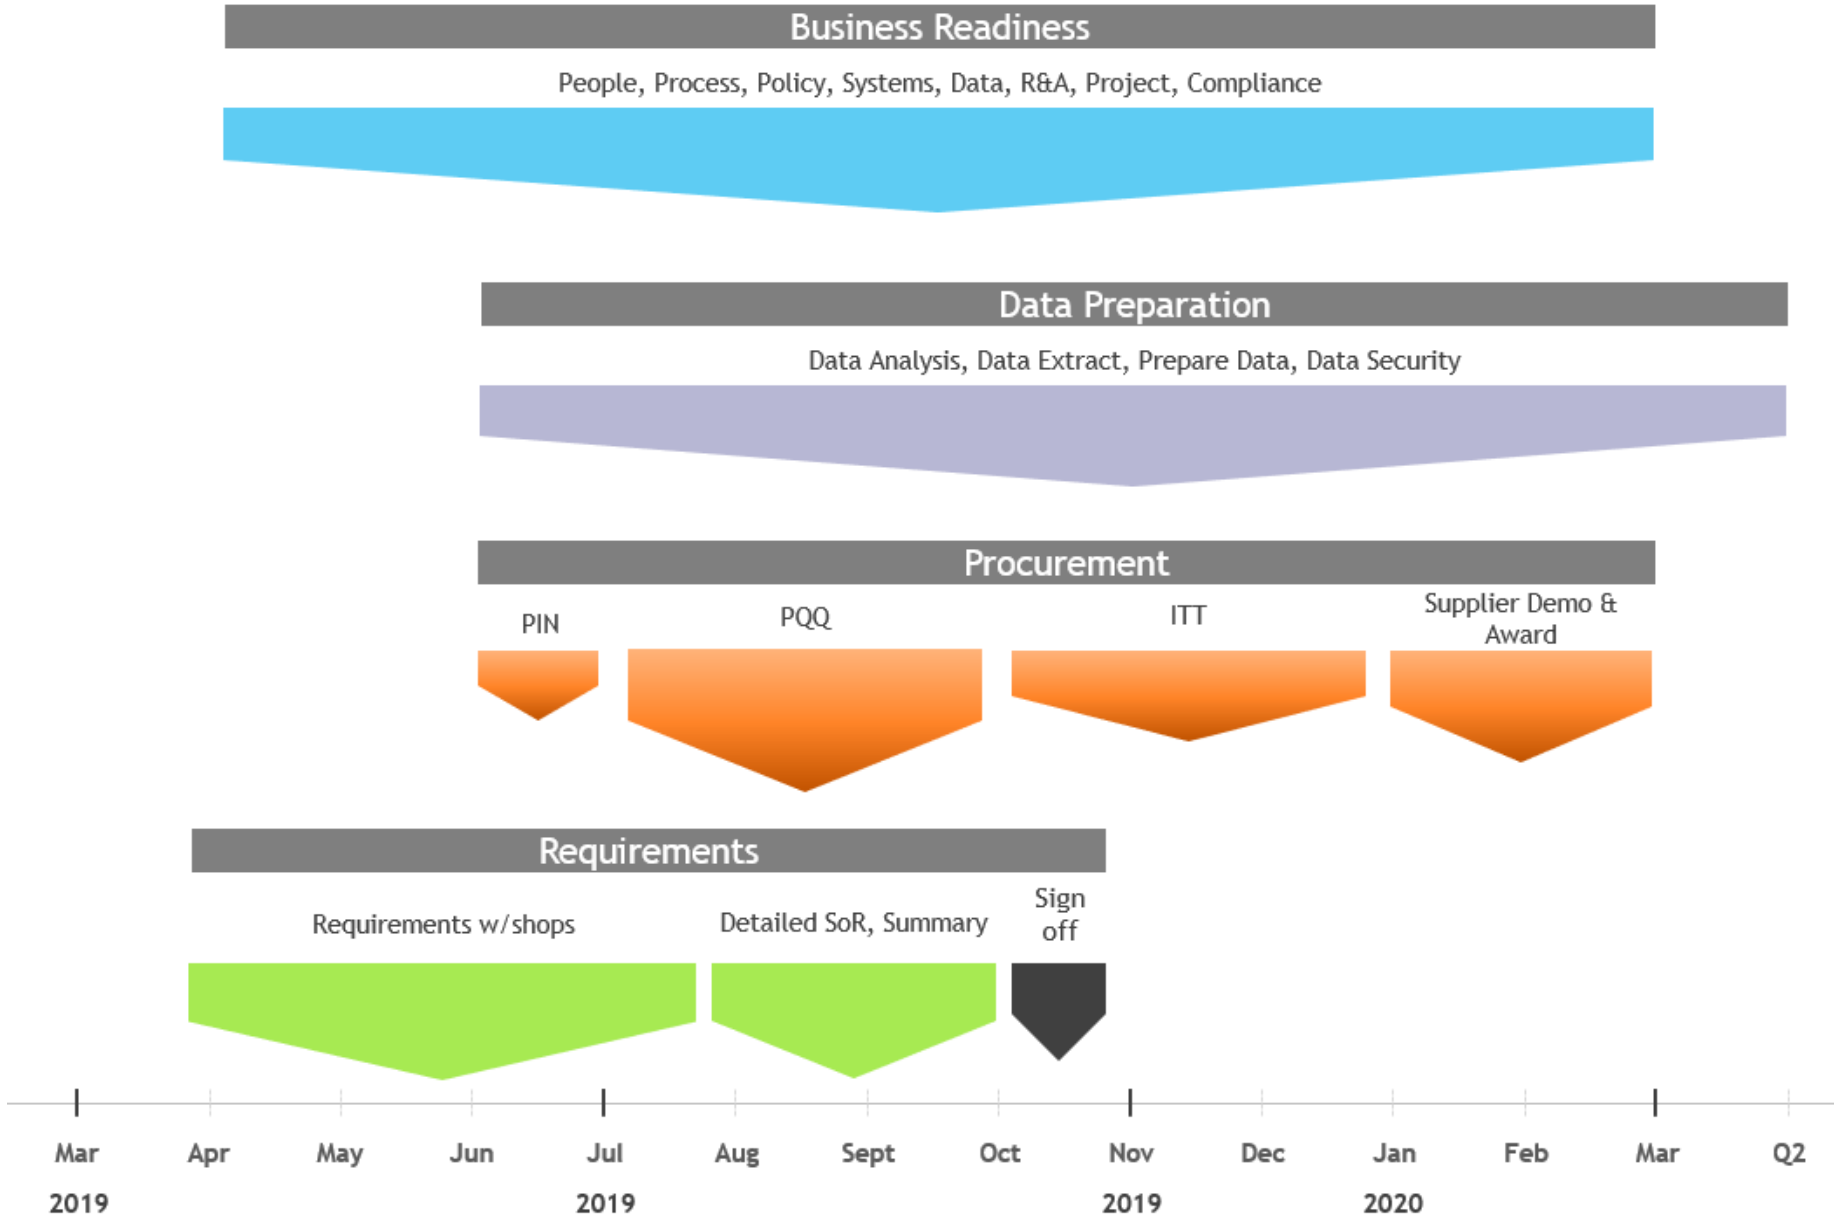 Business Readiness
People, Process, Policy, Systems, Data, R&A, Project, Compliance
Data Preparation
Data Analysis, Data Extract, Prepare Data, Data Security
Procurement
PIN
PQQ
ITT
Supplier Demo &
Award
Requirements
Requirements w/shops
Detailed SoR, Summary
Sign
off
Mar Apr May Jun Jul Aug Sept Oct Nov Dec Jan Feb Mar Q2
2019 2019 2019 2020